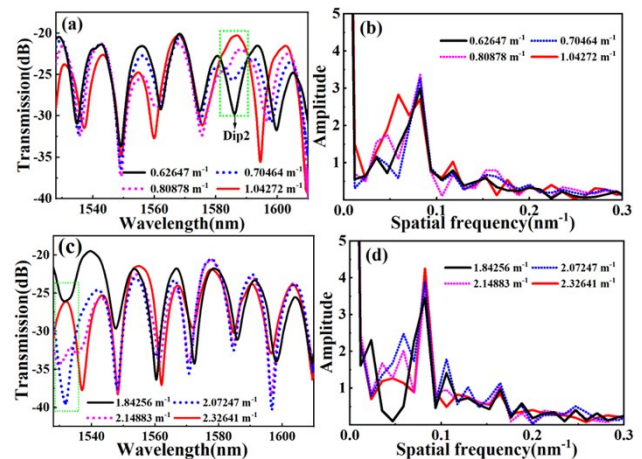 (a)
Transmission(dB)
-20
-25
-30
-35
-40
Dip2
0.62647 m⁻¹ 0.70464 m⁻¹
0.80878 m⁻¹ 1.04272 m⁻¹
1540 1560 1580 1600
Wavelength(nm)
(b)
Amplitude
5
4
3
2
1
0.62647 m⁻¹ 0.70464 m⁻¹
0.80878 m⁻¹ 1.04272 m⁻¹
0.0 0.1 0.2 0.3
Spatial frequency(nm⁻¹)
(c)
Transmission(dB)
-20
-25
-30
-35
-40
1.84256 m⁻¹ 2.07247 m⁻¹
2.14883 m⁻¹ 2.32641 m⁻¹
1540 1560 1580 1600
Wavelength(nm)
(d)
Amplitude
5
4
3
2
1
1.84256 m⁻¹ 2.07247 m⁻¹
2.14883 m⁻¹ 2.32641 m⁻¹
0.0 0.1 0.2 0.3
Spatial frequency(nm⁻¹)